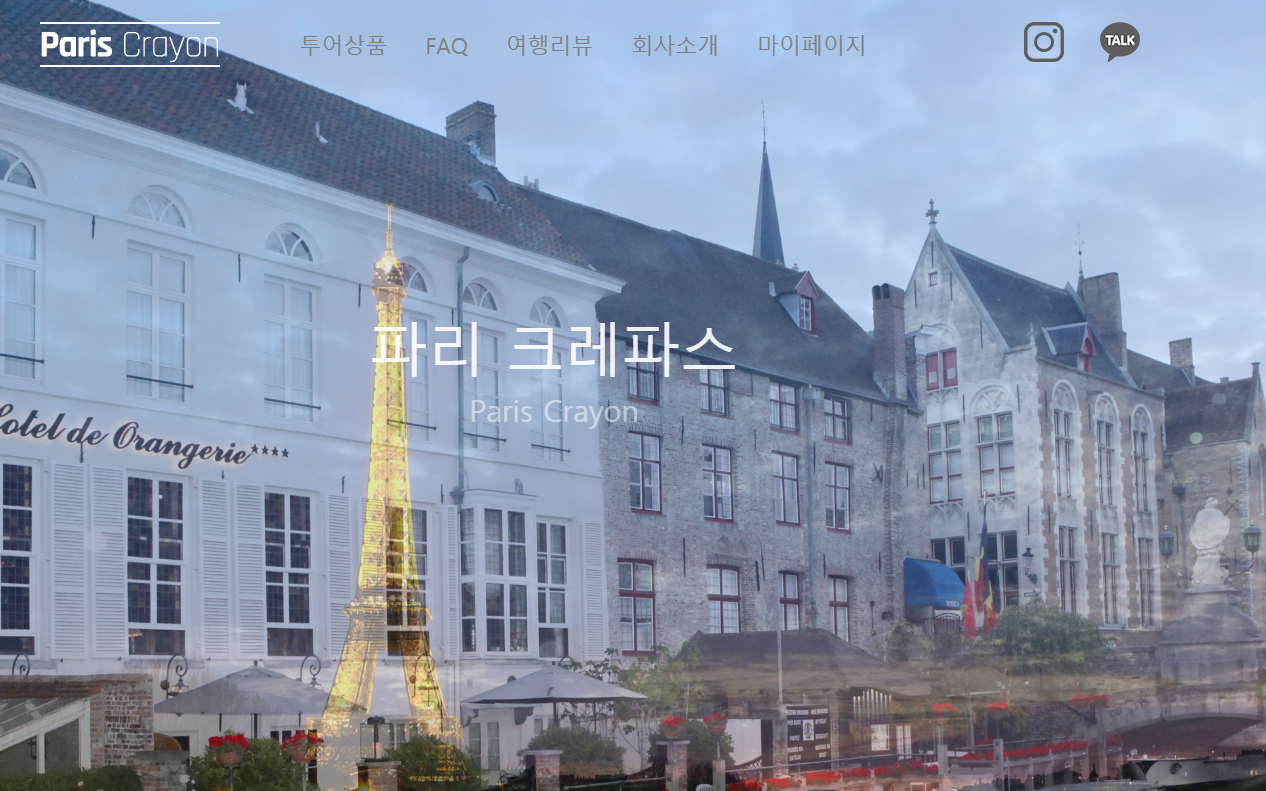 Paris Crayon
투어상품 FAQ 여행리뷰 회사소개 마이페이지
TALK
파리 크레파스
Paris Crayon
Hotel de Orangerie****